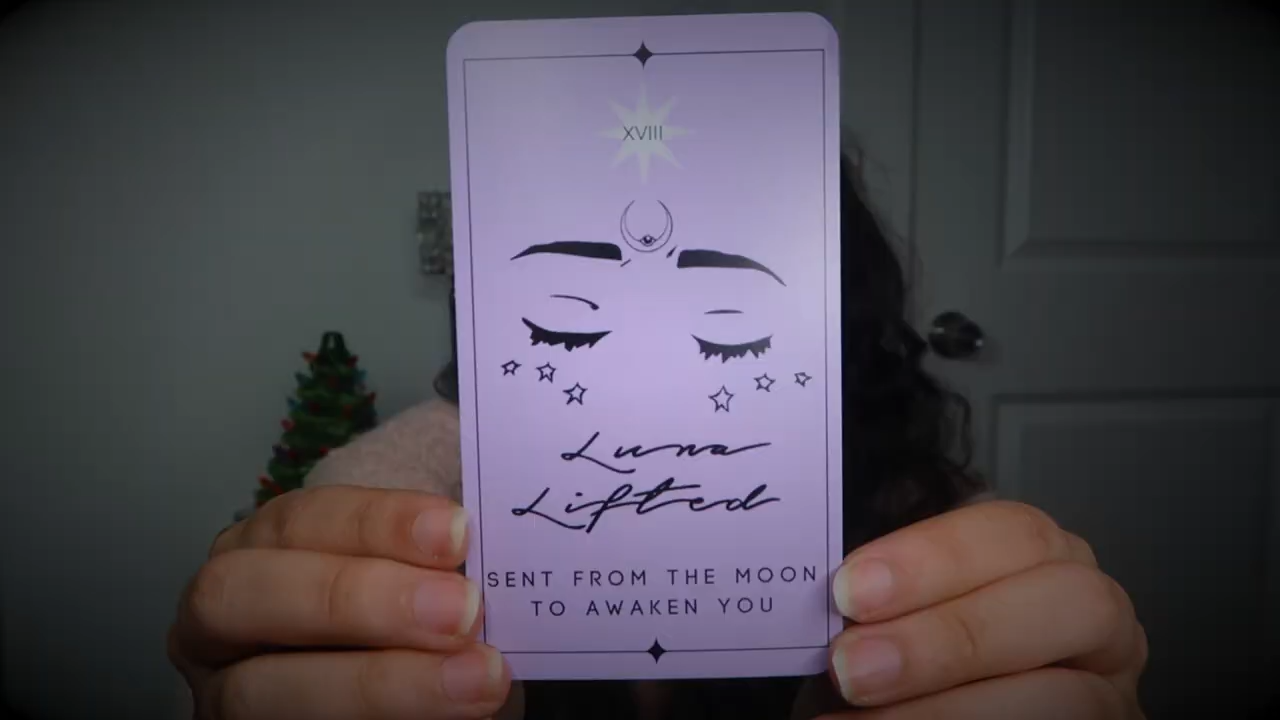 XVIII
Luna
Lifted
SENT FROM THE MOON
TO AWAKEN YOU